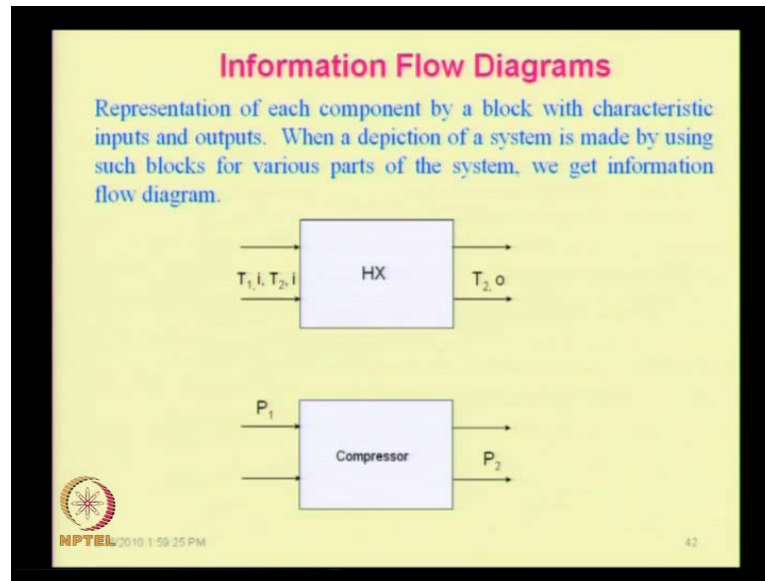 Information Flow Diagrams
Representation of each component by a block with characteristic
inputs and outputs. When a depiction of a system is made by using
such blocks for various parts of the system, we get information
flow diagram.
T1, i, T2, i
HX
T2, o
P1
Compressor
P2
NPTEL
2010 1:59:25 PM
42